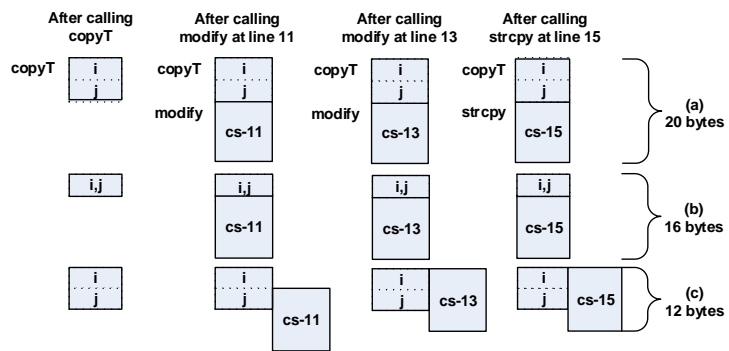 After calling copyT
After calling modify at line 11
After calling modify at line 13
After calling strcpy at line 15
copyT
i
j
copyT
modify
i
j
cs-11
copyT
modify
i
j
cs-13
copyT
strcpy
i
j
cs-15
(a)
20 bytes
i,j
i,j
cs-11
i,j
cs-13
i,j
cs-15
(b)
16 bytes
i
j
i
j
cs-11
i
j
cs-13
i
j
cs-15
(c)
12 bytes